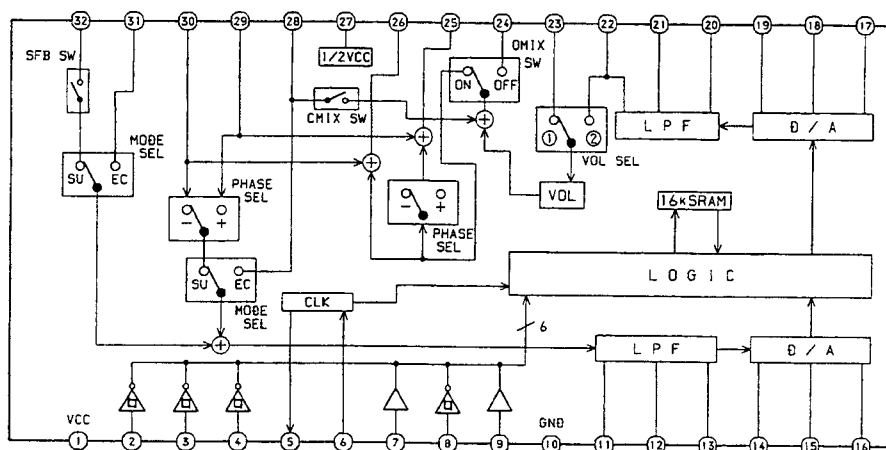 32 31 30 29 28 27 26 25 24 23 22 21 20 19 18 17
SFB SW
1/2VCC
OMIX
SW
ON OFF
CMIX SW
① ②
VOL SEL
LPF
D/A
MODE
SEL
SU EC
PHASE
SEL
- +
- +
PHASE
SEL
VOL
16kSRAM
SU EC
MODE
SEL
CLK
LOGIC
6
LPF
D/A
VCC
GND
1 2 3 4 5 6 7 8 9 10 11 12 13 14 15 16